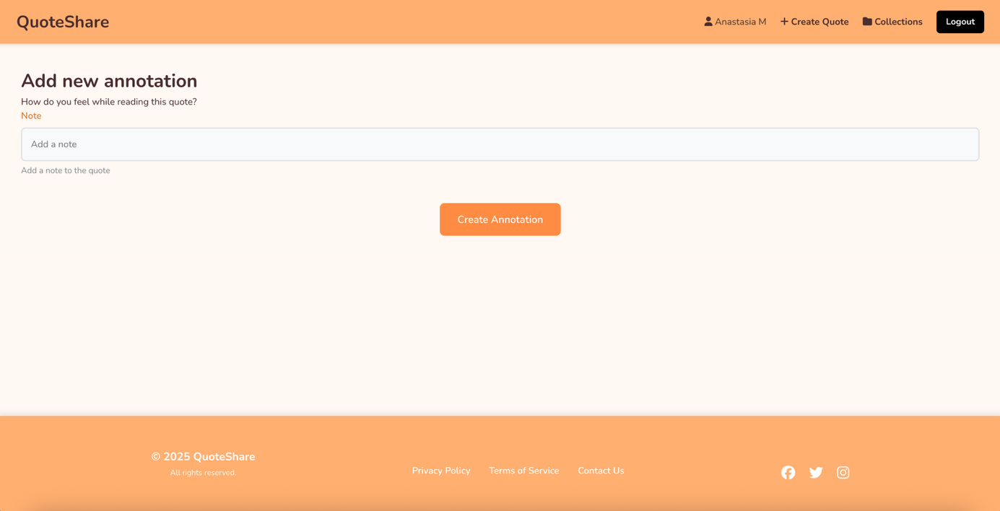 QuoteShare
Anastasia M
Create Quote
Collections
Logout
Add new annotation
How do you feel while reading this quote?
Note
Add a note
Add a note to the quote
Create Annotation
© 2025 QuoteShare
All rights reserved.
Privacy Policy
Terms of Service
Contact Us